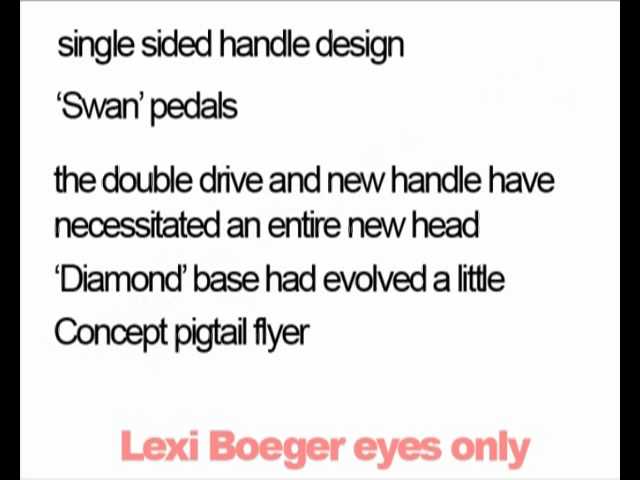 single sided handle design
‘Swan’ pedals
the double drive and new handle have
necessitated an entire new head
‘Diamond’ base had evolved a little
Concept pigtail flyer
Lexi Boeger eyes only